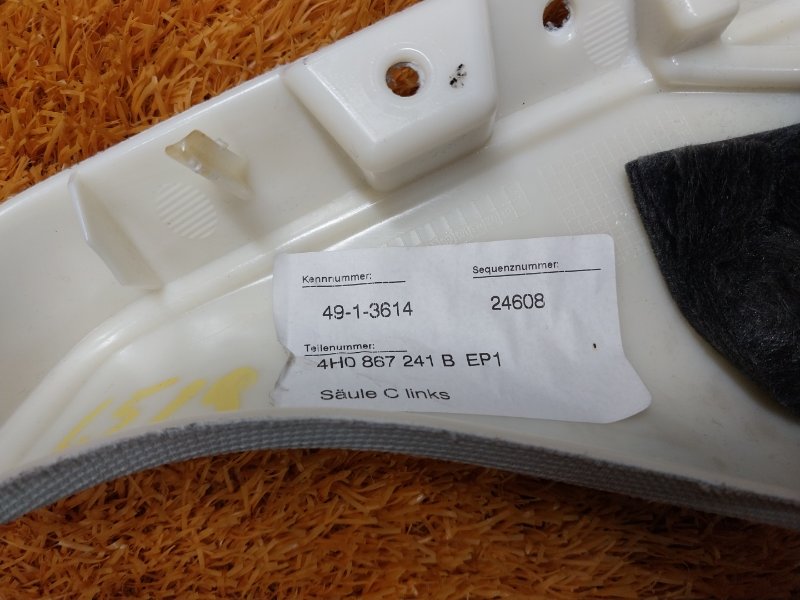 Kennnummer: Sequenznummer:
49-1-3614 24608
Teilenummer:
4H0 867 241 B EP1
Säule C links